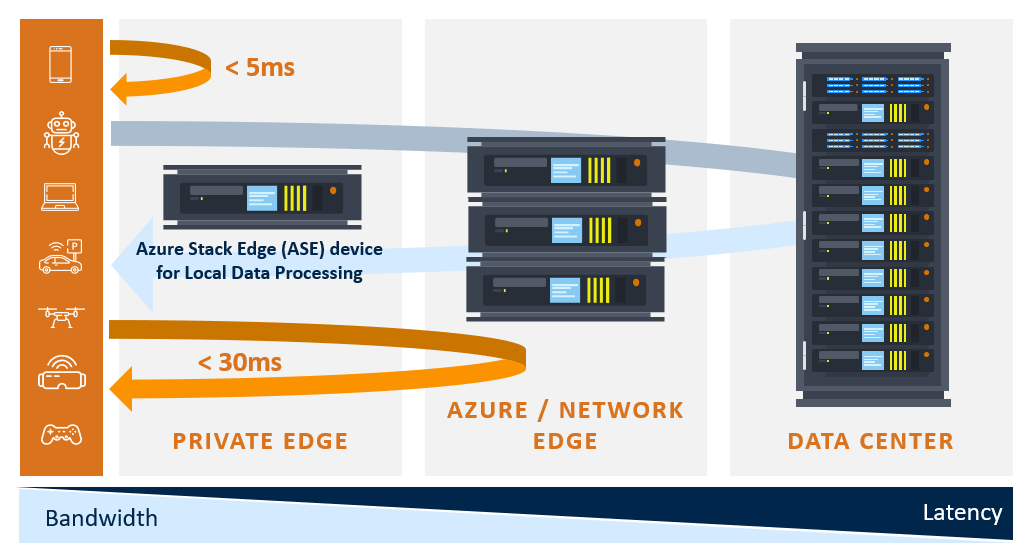 < 5ms
P
Azure Stack Edge (ASE) device
for Local Data Processing
< 30ms
PRIVATE EDGE
AZURE / NETWORK
EDGE
DATA CENTER
Bandwidth
Latency